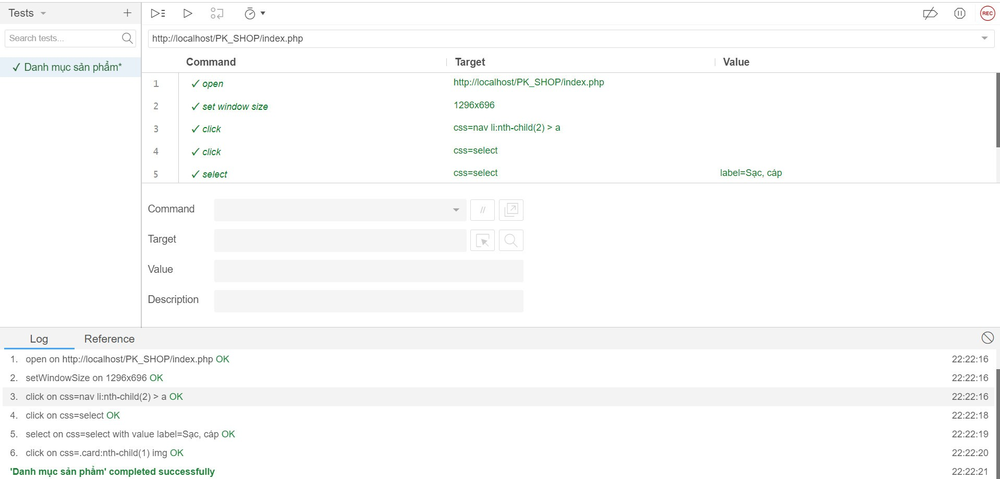 Tests
+
REC
Search tests...
http://localhost/PK_SHOP/index.php
✓ Danh mục sản phẩm*
Command Target Value
1 ✓ open http://localhost/PK_SHOP/index.php
2 ✓ set window size 1296x696
3 ✓ click css=nav li:nth-child(2) > a
4 ✓ click css=select
5 ✓ select css=select label=Sạc, cáp
Command //
Target
Value
Description
Log Reference
1. open on http://localhost/PK_SHOP/index.php OK 22:22:16
2. setWindowSize on 1296x696 OK 22:22:16
3. click on css=nav li:nth-child(2) > a OK 22:22:16
4. click on css=select OK 22:22:18
5. select on css=select with value label=Sạc, cáp OK 22:22:19
6. click on css=.card:nth-child(1) img OK 22:22:20
'Danh mục sản phẩm' completed successfully 22:22:21